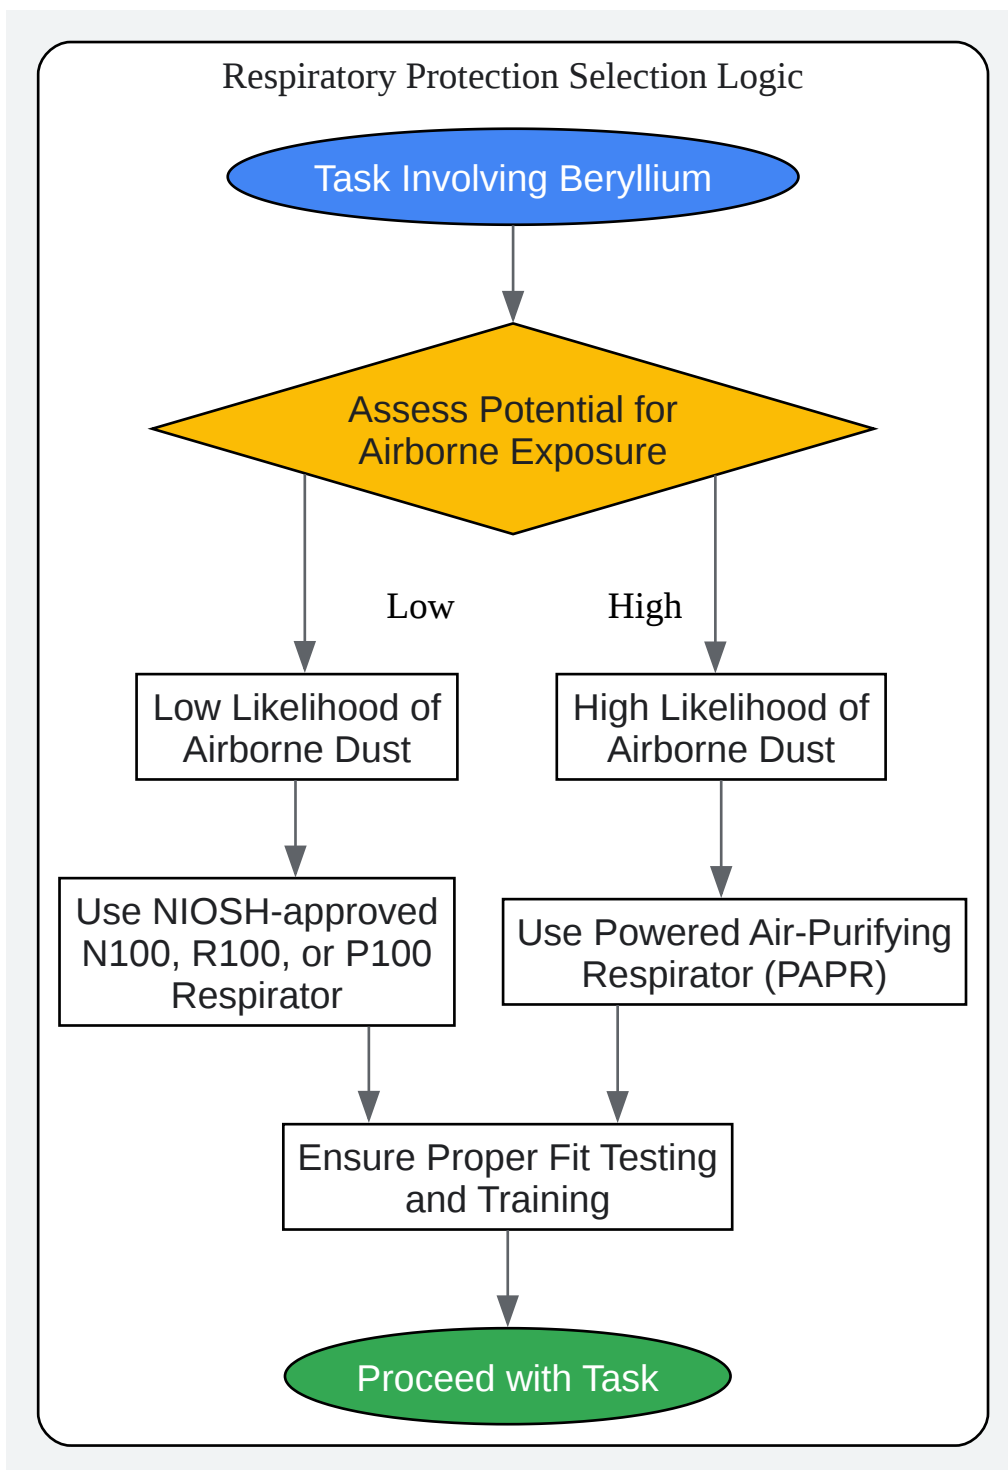 Respiratory Protection Selection Logic
Task Involving Beryllium
Assess Potential for
Airborne Exposure
Low
High
Low Likelihood of
Airborne Dust
High Likelihood of
Airborne Dust
Use NIOSH-approved
N100, R100, or P100
Respirator
Use Powered Air-Purifying
Respirator (PAPR)
Ensure Proper Fit Testing
and Training
Proceed with Task